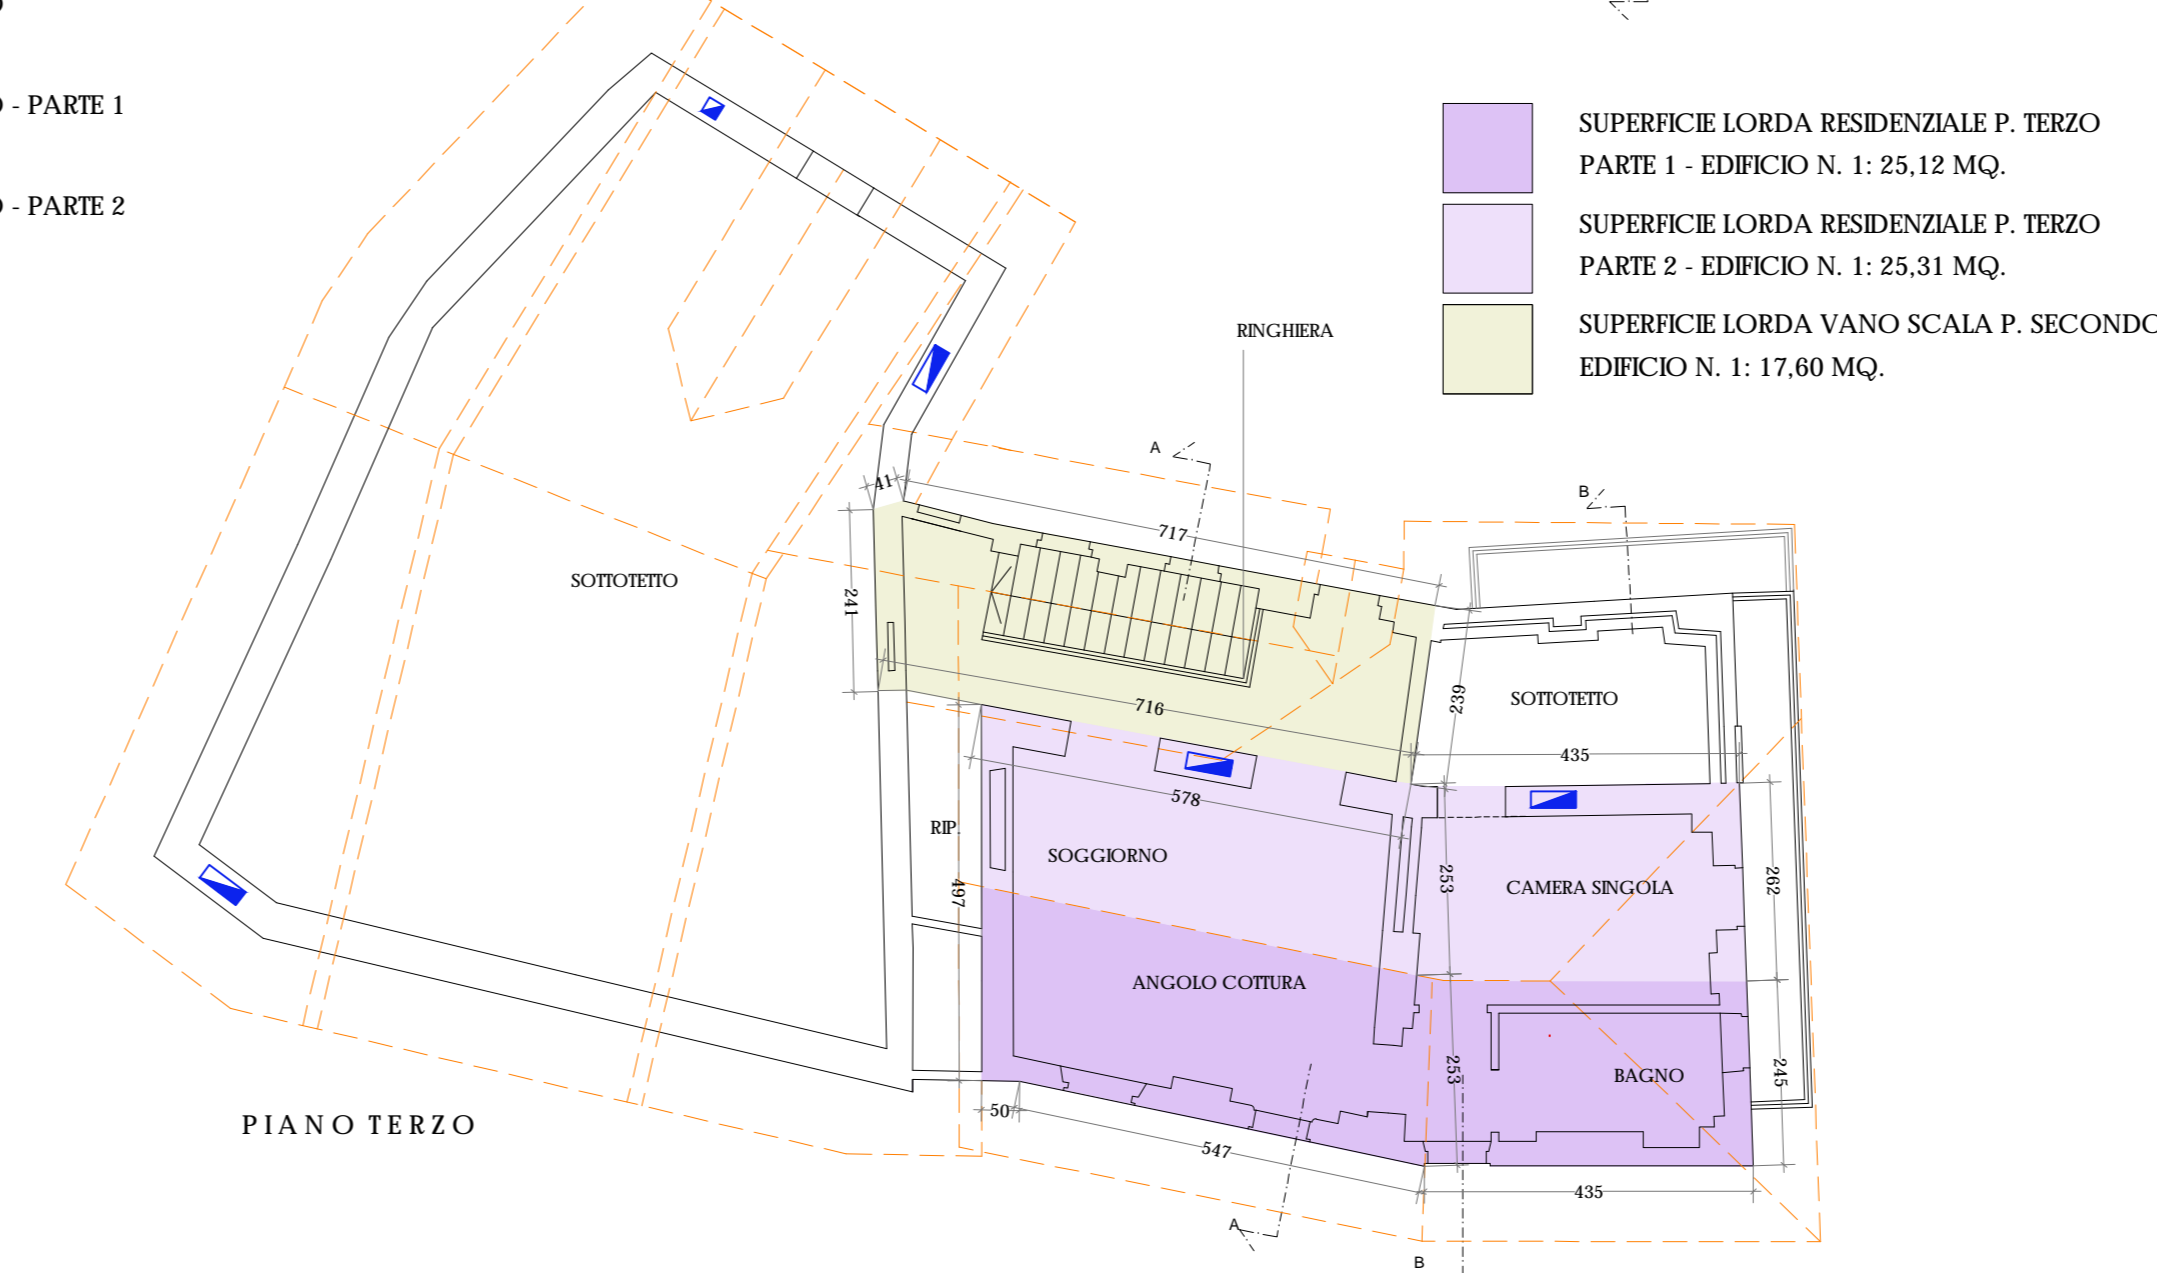 - PARTE 1
- PARTE 2
SUPERFICIE LORDA RESIDENZIALE P. TERZO
PARTE 1 - EDIFICIO N. 1: 25,12 MQ.
SUPERFICIE LORDA RESIDENZIALE P. TERZO
PARTE 2 - EDIFICIO N. 1: 25,31 MQ.
SUPERFICIE LORDA VANO SCALA P. SECONDO
EDIFICIO N. 1: 17,60 MQ.
RINGHIERA
A
B
41
717
241
SOTTOTETTO
716
239
SOTTOTETTO
435
578
RIP.
SOGGIORNO
497
253
CAMERA SINGOLA
262
ANGOLO COTTURA
253
BAGNO
245
50
547
435
PIANO TERZO
A
B